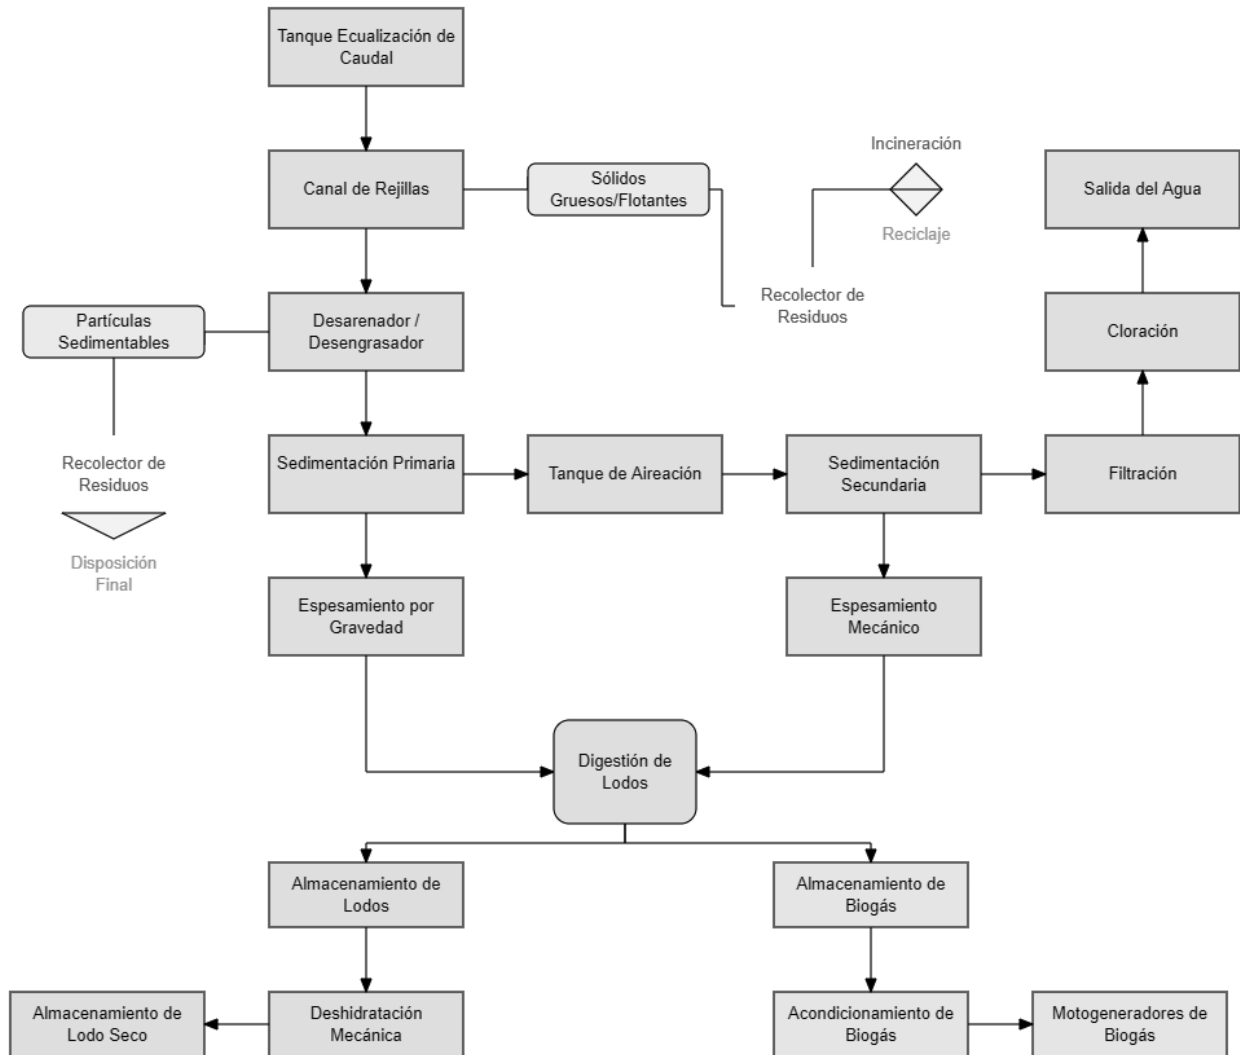 Tanque Ecualización de
Caudal
Incineración
Canal de Rejillas
Sólidos
Gruesos/Flotantes
Salida del Agua
Reciclaje
Recolector de
Residuos
Partículas
Sedimentables
Desarenador /
Desengrasador
Cloración
Recolector de
Residuos
Sedimentación Primaria
Tanque de Aireación
Sedimentación
Secundaria
Filtración
Disposición
Final
Espesamiento por
Gravedad
Espesamiento
Mecánico
Digestión de
Lodos
Almacenamiento de
Lodos
Almacenamiento de
Biogás
Almacenamiento de
Lodo Seco
Deshidratación
Mecánica
Acondicionamiento de
Biogás
Motogeneradores de
Biogás